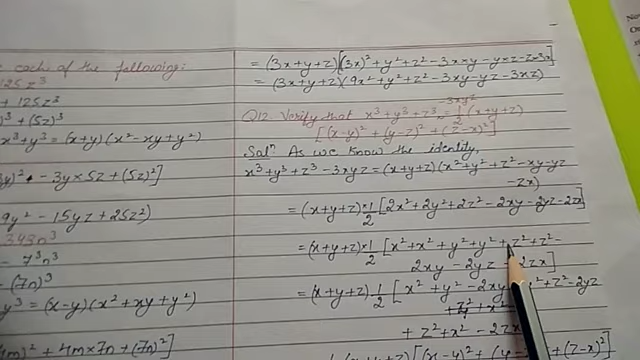 each of the following:
125z³
+ 125z³
)³ + (5z)³
x³+y³ = (x+y) (x²-xy+y²)
)² - 3y×5z + (5z)²]
9y² - 15yz + 25z²)
343n³
- 7³n³
- (7n)³
y³ = (x-y) (x²+xy+y²)
4m)² + 4m×7n + (7n)²]
= (3x+y+z)[(3x)²+y²+z²-3x×y-y×z-z×3x]
= (3x+y+z)(9x²+y²+z²-3xy-yz-3xz)
Q12 Verify that x³+y³+z³-3xyz = 1/2 (x+y+z)
[(x-y)²+(y-z)²+(z-x)²]
Solⁿ As we know the identity,
x³+y³+z³-3xyz = (x+y+z)(x²+y²+z²-xy-yz
-zx)
= (x+y+z)×1/2 [2x²+2y²+2z²-2xy-2yz-2zx]
= (x+y+z)×1/2 [x²+x²+y²+y²+z²+z²-
2xy-2yz-2zx]
= (x+y+z) 1/2 [x²+y²-2xy+y²+z²-2yz
+ z²+x²-2zx